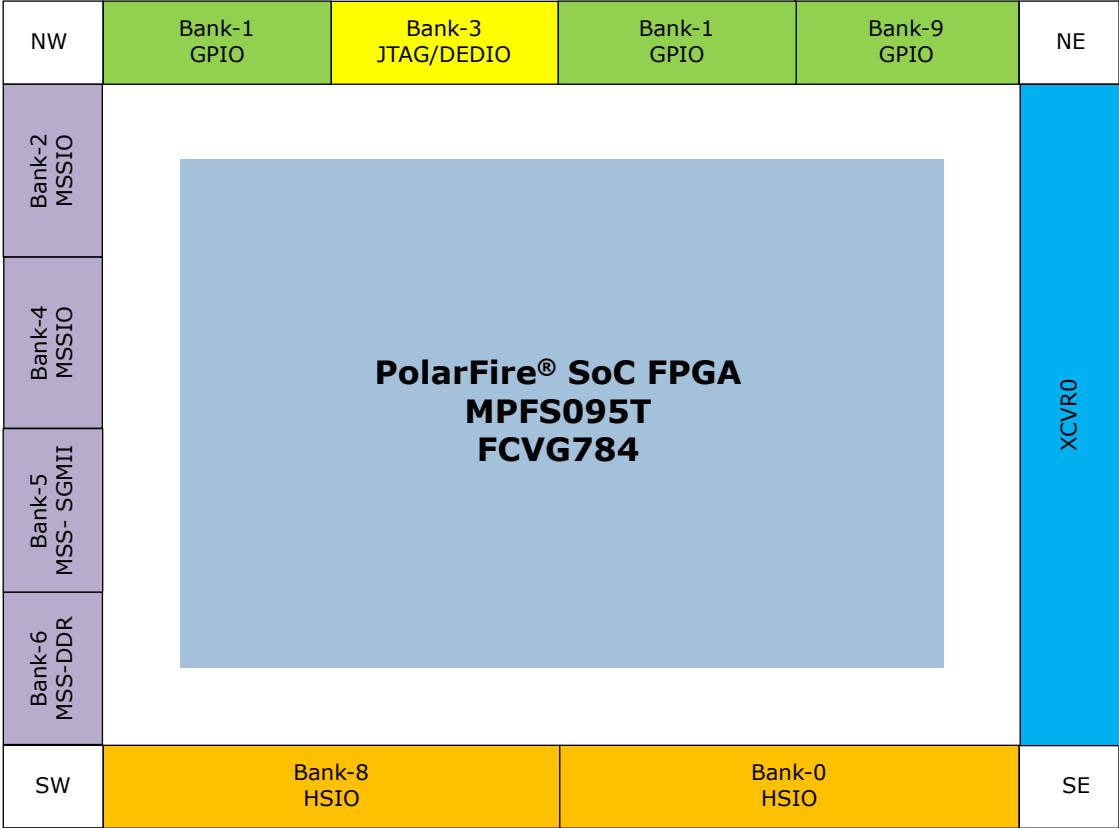 NW
Bank-1
GPIO
Bank-3
JTAG/DEDIO
Bank-1
GPIO
Bank-9
GPIO
NE
Bank-2
MSSIO
Bank-4
MSSIO
Bank-5
MSS- SGMII
Bank-6
MSS-DDR
PolarFire® SoC FPGA
MPFS095T
FCVG784
XCVR0
SW
Bank-8
HSIO
Bank-0
HSIO
SE